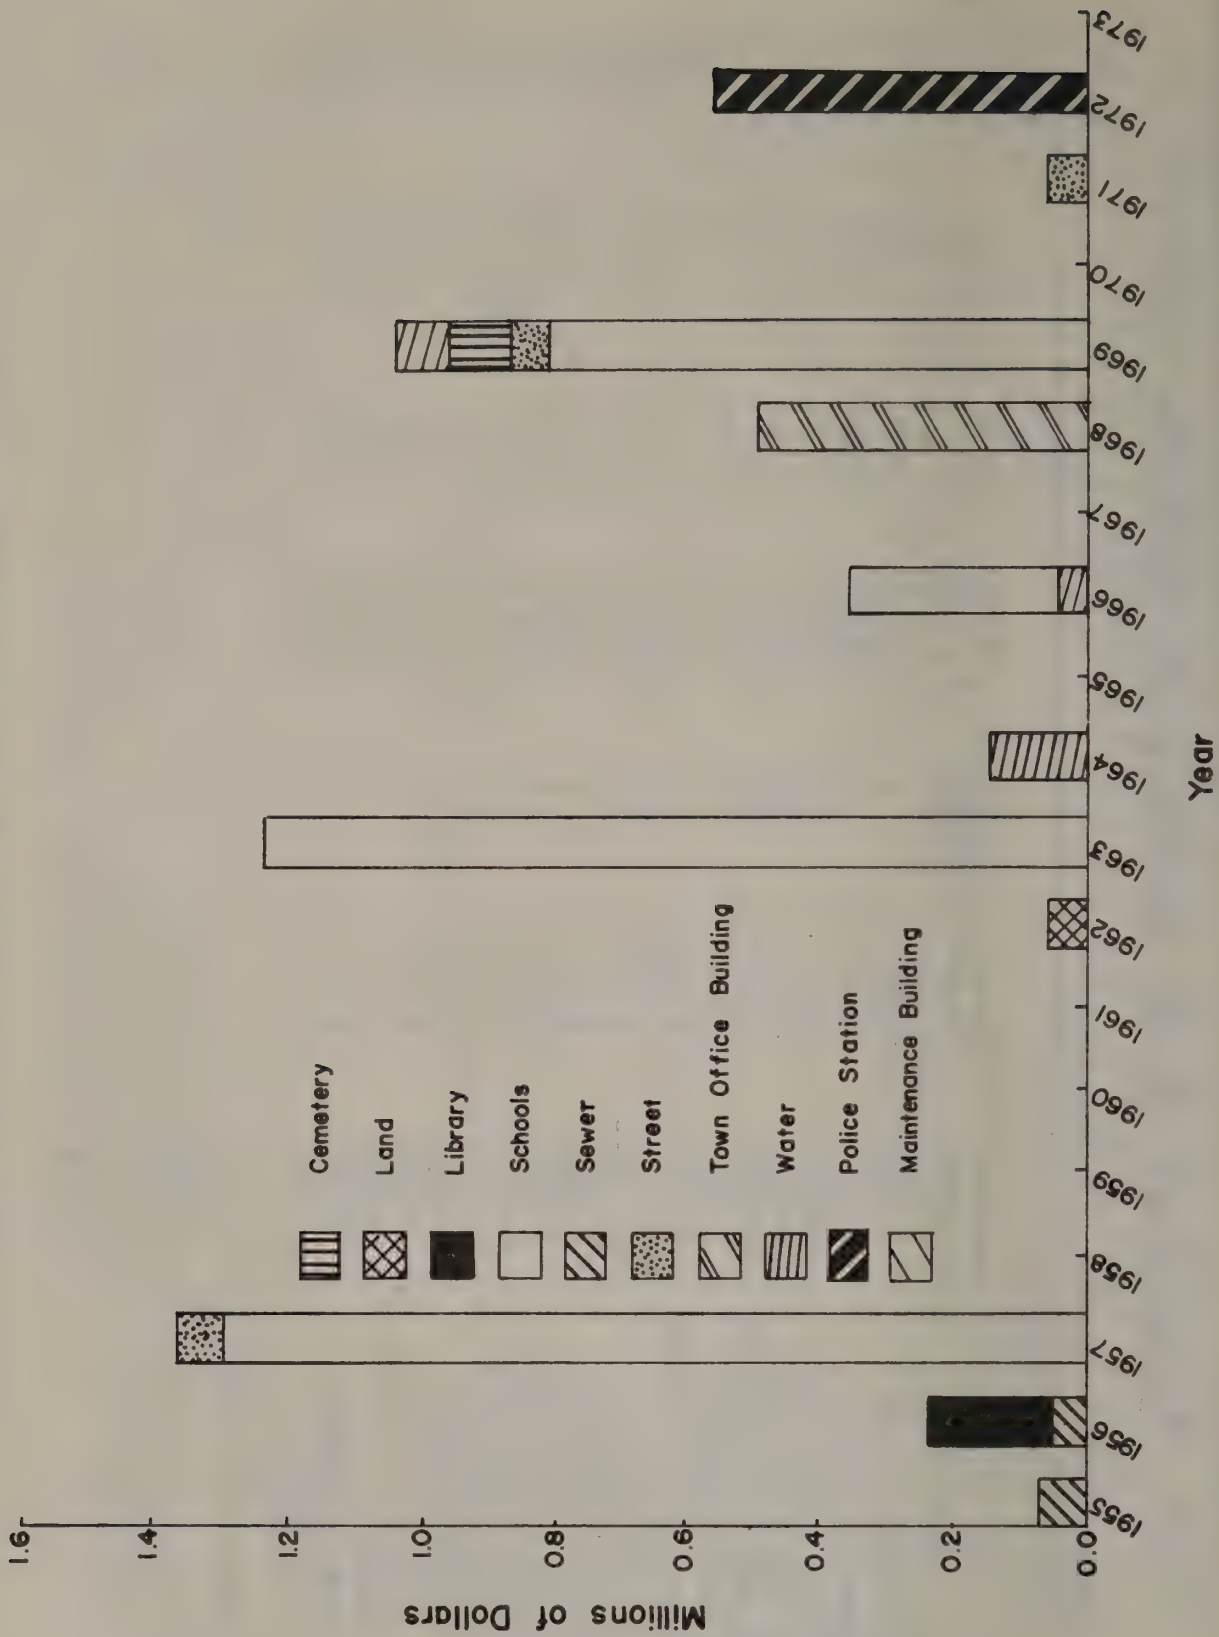 Millions of Dollars
1.6
1.4
1.2
1.0
0.8
0.6
0.4
0.2
0.0
Cemetery
Land
Library
Schools
Sewer
Street
Town Office Building
Water
Police Station
Maintenance Building
1955
1956
1957
1958
1959
1960
1961
1962
1963
1964
1965
1966
1967
1968
1969
1970
1971
1972
1973
Year